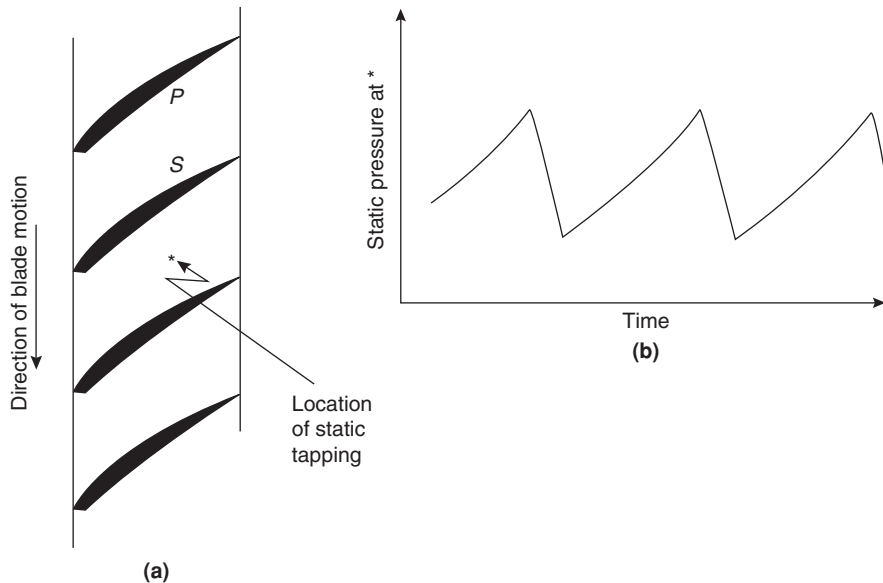 P
S
*
Direction of blade motion
Location
of static
tapping
(a)
Static pressure at *
Time
(b)